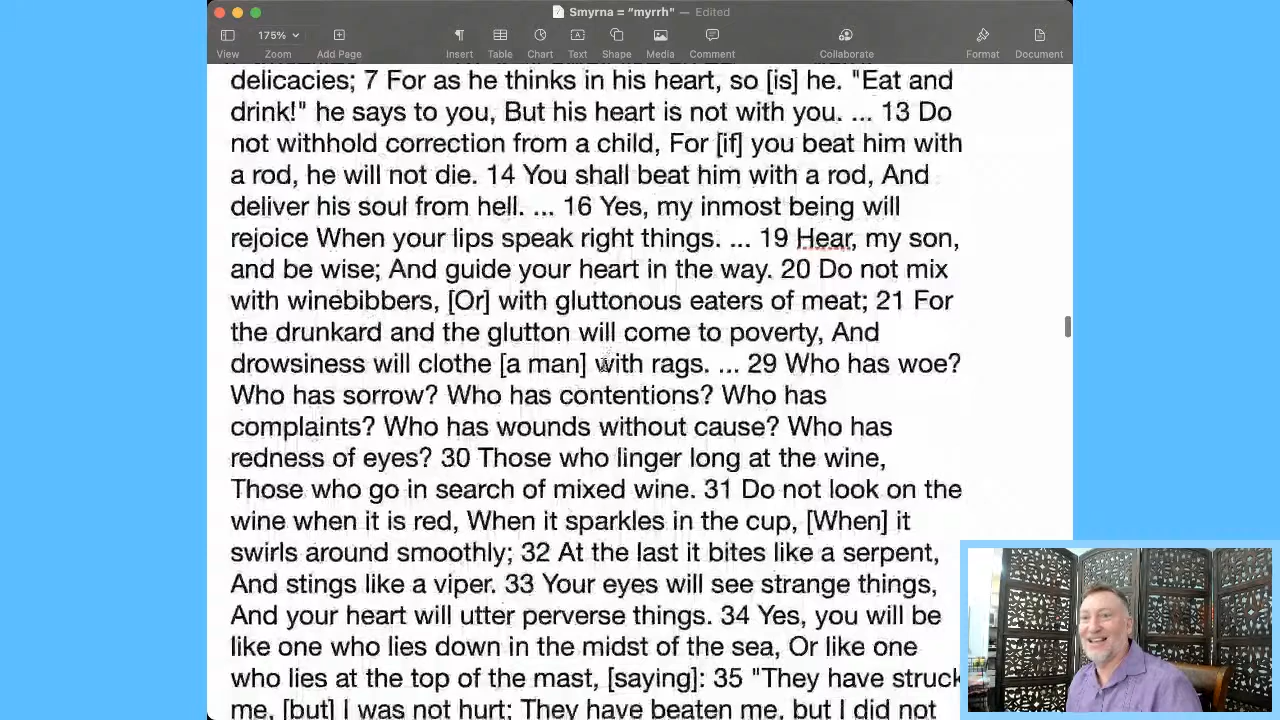 Smyrna = "myrrh" — Edited
175%
View Zoom Add Page Insert Table Chart Text Shape Media Comment Collaborate Format Document
delicacies; 7 For as he thinks in his heart, so [is] he. "Eat and
drink!" he says to you, But his heart is not with you. ... 13 Do
not withhold correction from a child, For [if] you beat him with
a rod, he will not die. 14 You shall beat him with a rod, And
deliver his soul from hell. ... 16 Yes, my inmost being will
rejoice When your lips speak right things. ... 19 Hear, my son,
and be wise; And guide your heart in the way. 20 Do not mix
with winebibbers, [Or] with gluttonous eaters of meat; 21 For
the drunkard and the glutton will come to poverty, And
drowsiness will clothe [a man] with rags. ... 29 Who has woe?
Who has sorrow? Who has contentions? Who has
complaints? Who has wounds without cause? Who has
redness of eyes? 30 Those who linger long at the wine,
Those who go in search of mixed wine. 31 Do not look on the
wine when it is red, When it sparkles in the cup, [When] it
swirls around smoothly; 32 At the last it bites like a serpent,
And stings like a viper. 33 Your eyes will see strange things,
And your heart will utter perverse things. 34 Yes, you will be
like one who lies down in the midst of the sea, Or like one
who lies at the top of the mast, [saying]: 35 "They have struck
me, [but] I was not hurt; They have beaten me, but I did not